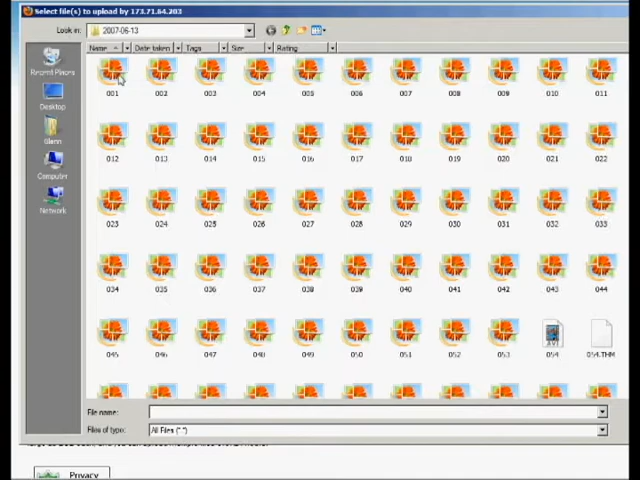 Select file(s) to upload by 173.71.64.203
Look in: 2007-06-13
Name Date taken Tags Size Rating
Recent Places
Desktop
Glenn
Computer
Network
001 002 003 004 005 006 007 008 009 010 011
012 013 014 015 016 017 018 019 020 021 022
023 024 025 026 027 028 029 030 031 032 033
034 035 036 037 038 039 040 041 042 043 044
045 046 047 048 049 050 051 052 053 054 054.THM
File name:
Files of type: All Files (*.*)
Privacy